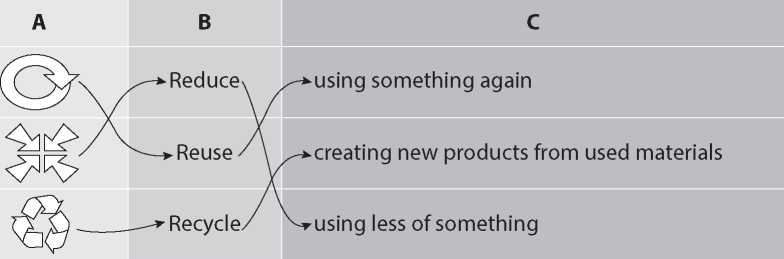 A B C
Reduce using something again
Reuse creating new products from used materials
Recycle using less of something